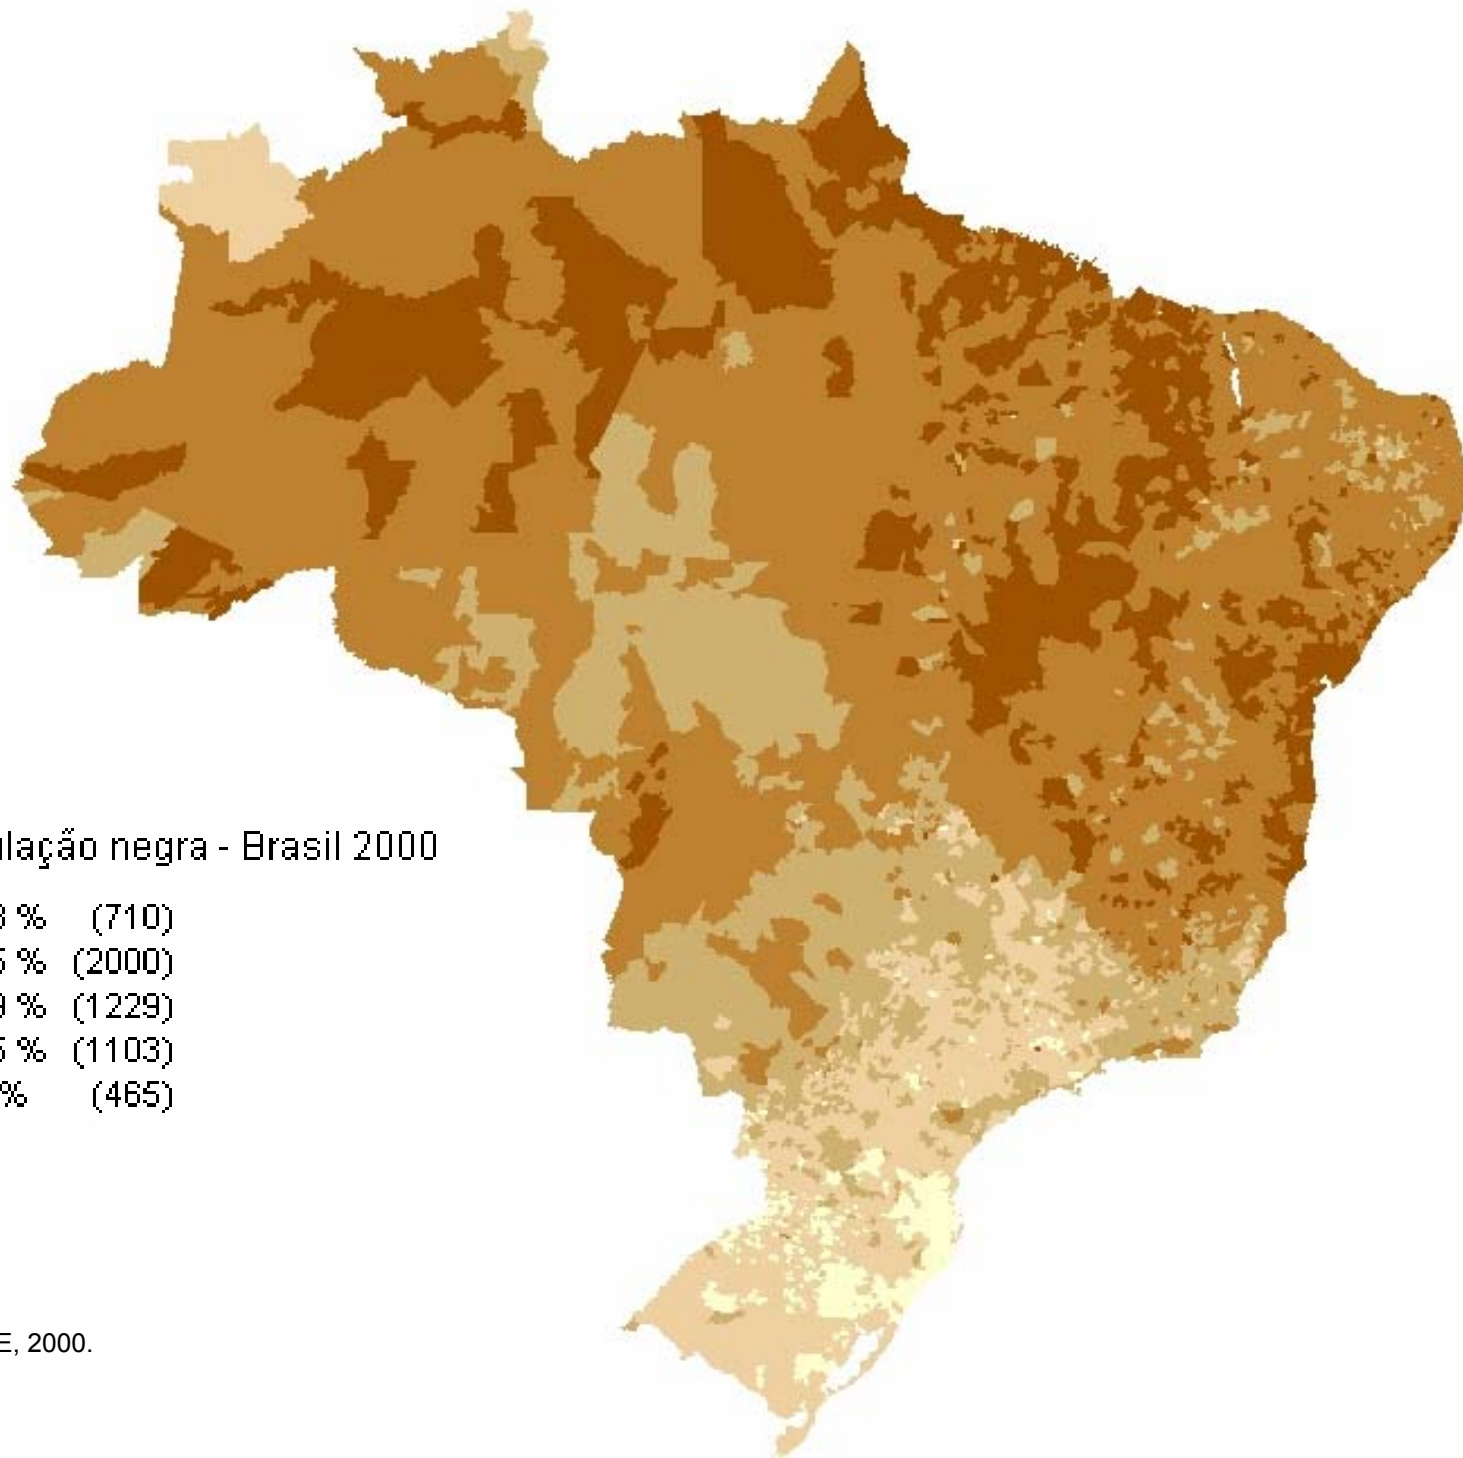 lação negra - Brasil 2000
3 % (710)
5 % (2000)
9 % (1229)
5 % (1103)
% (465)
E, 2000.